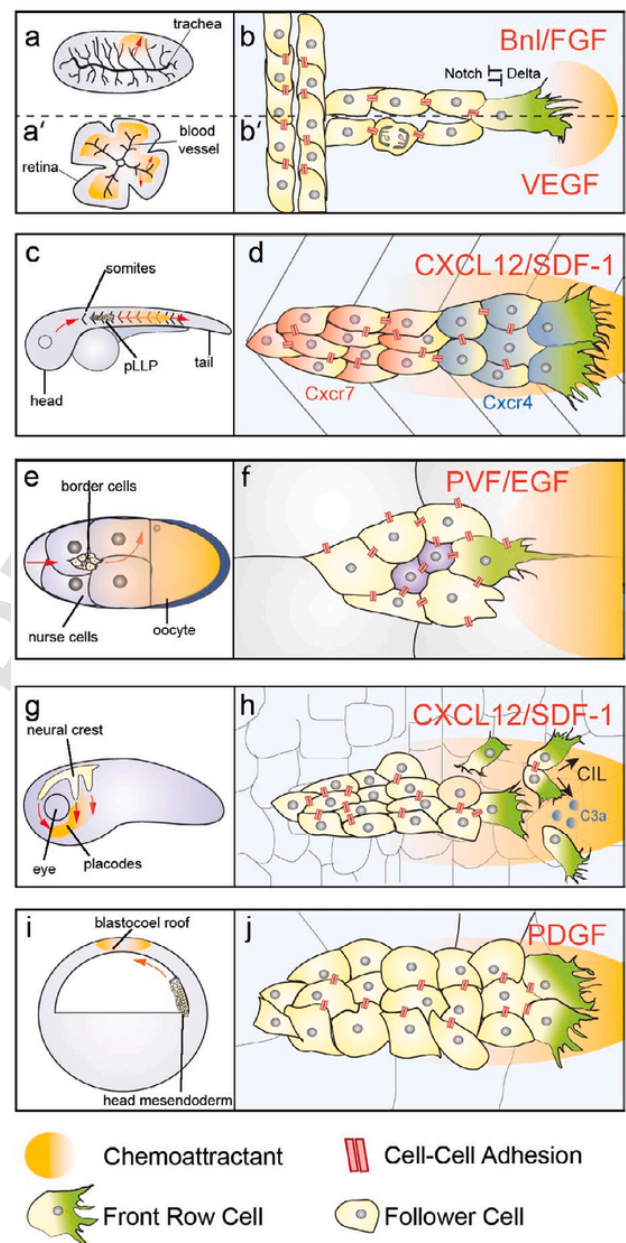 a
trachea
b
Bnl/FGF
Notch
Delta
a′
blood
vessel
retina
b′
VEGF
c
somites
pLLP
tail
head
d
CXCL12/SDF-1
Cxcr7
Cxcr4
e
border cells
nurse cells
oocyte
f
PVF/EGF
g
neural crest
eye
placodes
h
CXCL12/SDF-1
CIL
C3a
i
blastocoel roof
head mesendoderm
j
PDGF
Chemoattractant
Cell-Cell Adhesion
Front Row Cell
Follower Cell